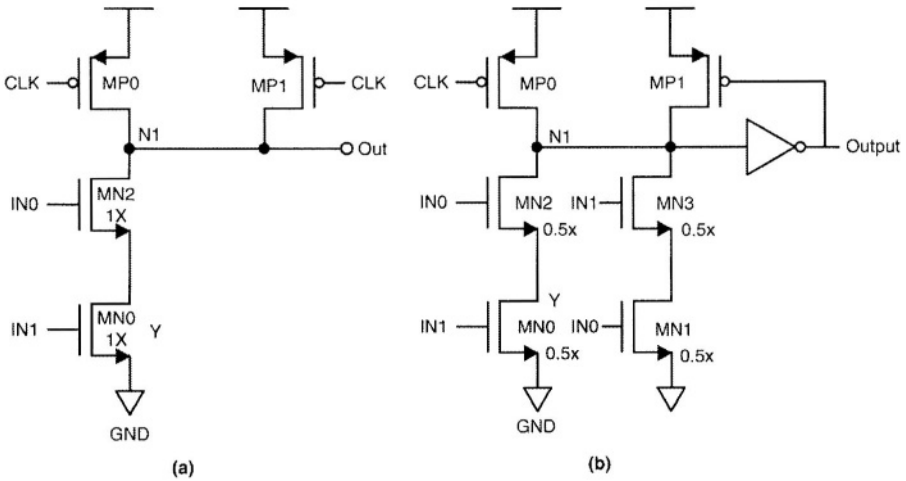 CLK
MP0
MP1
CLK
N1
Out
IN0
MN2
1X
IN1
MN0
1X
Y
GND
(a)
CLK
MP0
MP1
N1
Output
IN0
MN2
0.5x
IN1
MN3
0.5x
Y
IN1
MN0
0.5x
IN0
MN1
0.5x
GND
(b)